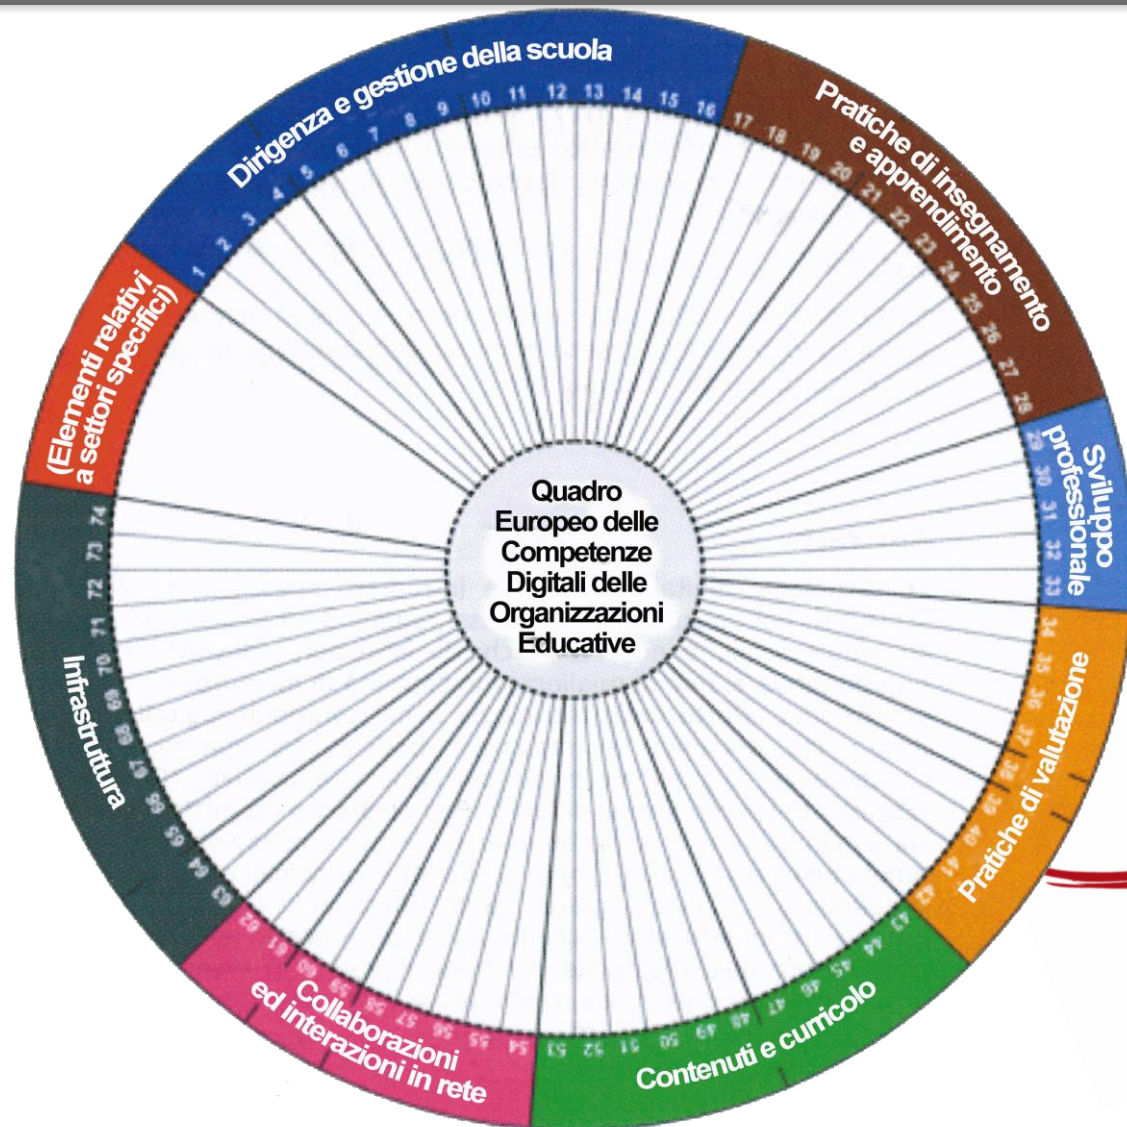 Quadro
Europeo delle
Competenze
Digitali delle
Organizzazioni
Educative
Dirigenza e gestione della scuola
1 2 3 4 5 6 7 8 9 10 11 12 13 14 15 16
Pratiche di insegnamento
e apprendimento
17 18 19 20 21 22 23 24 25 26 27 28
Sviluppo
professionale
29 30 31 32 33
Pratiche di valutazione
34 35 36 37 38 39 40 41 42
Contenuti e curricolo
43 44 45 46 47 48 49 50 51 52 53
Collaborazioni
ed interazioni in rete
54 55 56 57 58 59 60 61 62
Infrastruttura
63 64 65 66 67 68 69 70 71 72 73 74
(Elementi relativi
a settori specifici)